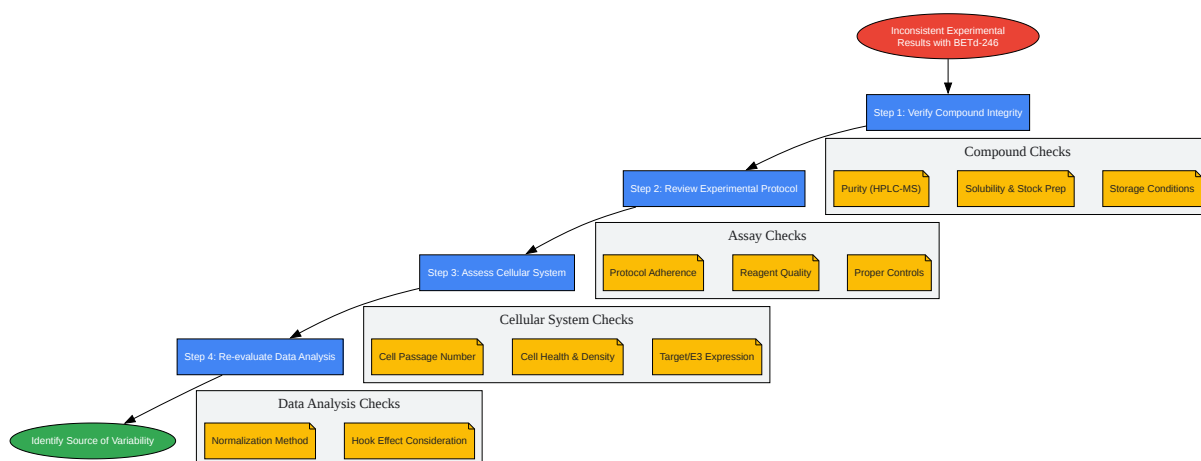 Inconsistent Experimental
Results with BETd-246
Step 1: Verify Compound Integrity
Compound Checks
Purity (HPLC-MS)
Solubility & Stock Prep
Storage Conditions
Step 2: Review Experimental Protocol
Assay Checks
Protocol Adherence
Reagent Quality
Proper Controls
Step 3: Assess Cellular System
Cellular System Checks
Cell Passage Number
Cell Health & Density
Target/E3 Expression
Step 4: Re-evaluate Data Analysis
Data Analysis Checks
Normalization Method
Hook Effect Consideration
Identify Source of Variability